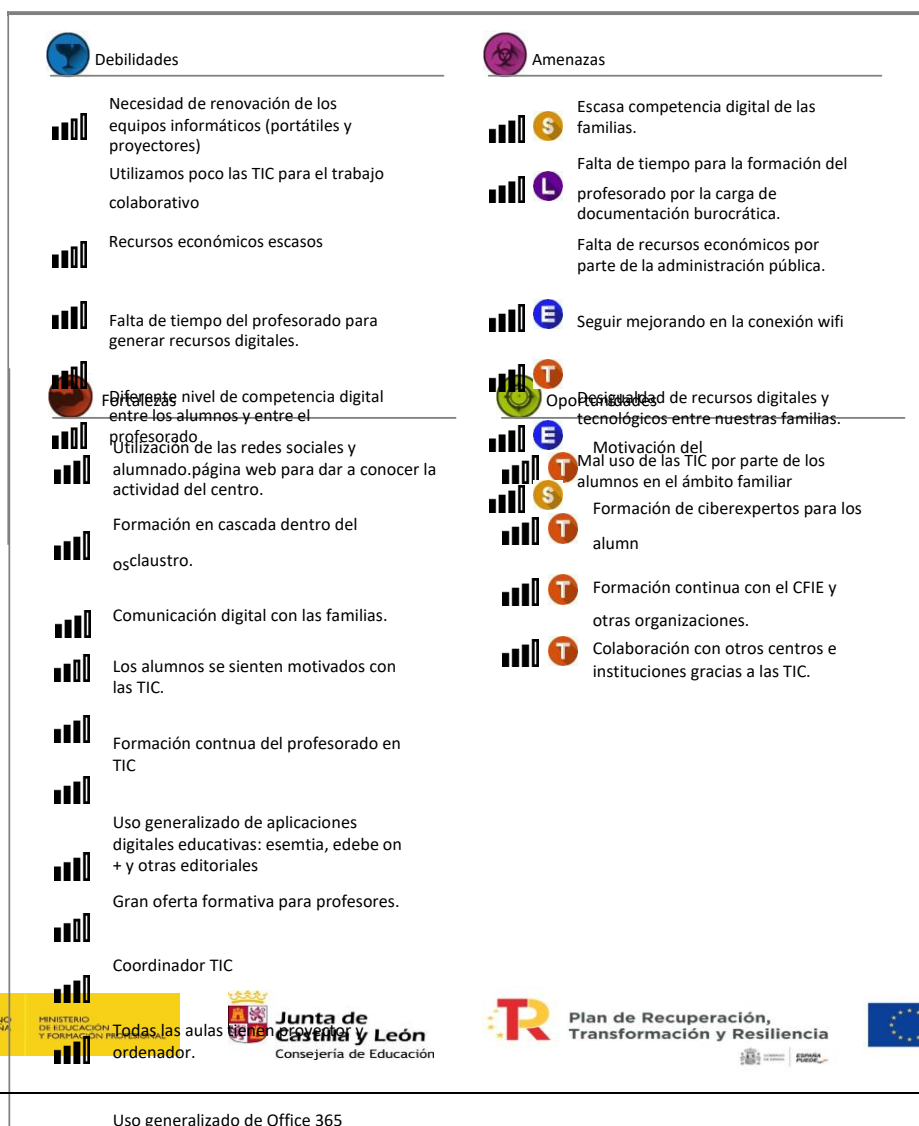 Debilidades
Necesidad de renovación de los
equipos informáticos (portátiles y
proyectores)
Utilizamos poco las TIC para el trabajo
colaborativo
Recursos económicos escasos
Falta de tiempo del profesorado para
generar recursos digitales.
Diferente nivel de competencia digital
entre los alumnos y entre el
profesorado
Amenazas
S
Escasa competencia digital de las
familias.
L
Falta de tiempo para la formación del
profesorado por la carga de
documentación burocrática.
Falta de recursos económicos por
parte de la administración pública.
E
Seguir mejorando en la conexión wifi
T
Desigualdad de recursos digitales y
tecnológicos entre nuestras familias.
E
Mal uso de las TIC por parte de los
alumnos en el ámbito familiar
S
Fortalezas
Utilización de las redes sociales y
alumnado.página web para dar a conocer la
actividad del centro.
Formación en cascada dentro del
osclaustro.
Comunicación digital con las familias.
Los alumnos se sienten motivados con
las TIC.
Formación contnua del profesorado en
TIC
Uso generalizado de aplicaciones
digitales educativas: esemtia, edebe on
+ y otras editoriales
Gran oferta formativa para profesores.
Coordinador TIC
Todas las aulas tienen proyector y
ordenador.
Uso generalizado de Office 365
Oportunidades
T
Motivación del
T
Formación de ciberexpertos para los
alumn
T
Formación continua con el CFIE y
otras organizaciones.
T
Colaboración con otros centros e
instituciones gracias a las TIC.
MINISTERIO
DE EDUCACIÓN
Y FORMACIÓN PROFESIONAL
Junta de
Castilla y León
Consejería de Educación
Plan de Recuperación,
Transformación y Resiliencia
ESPAÑA
PUEDE